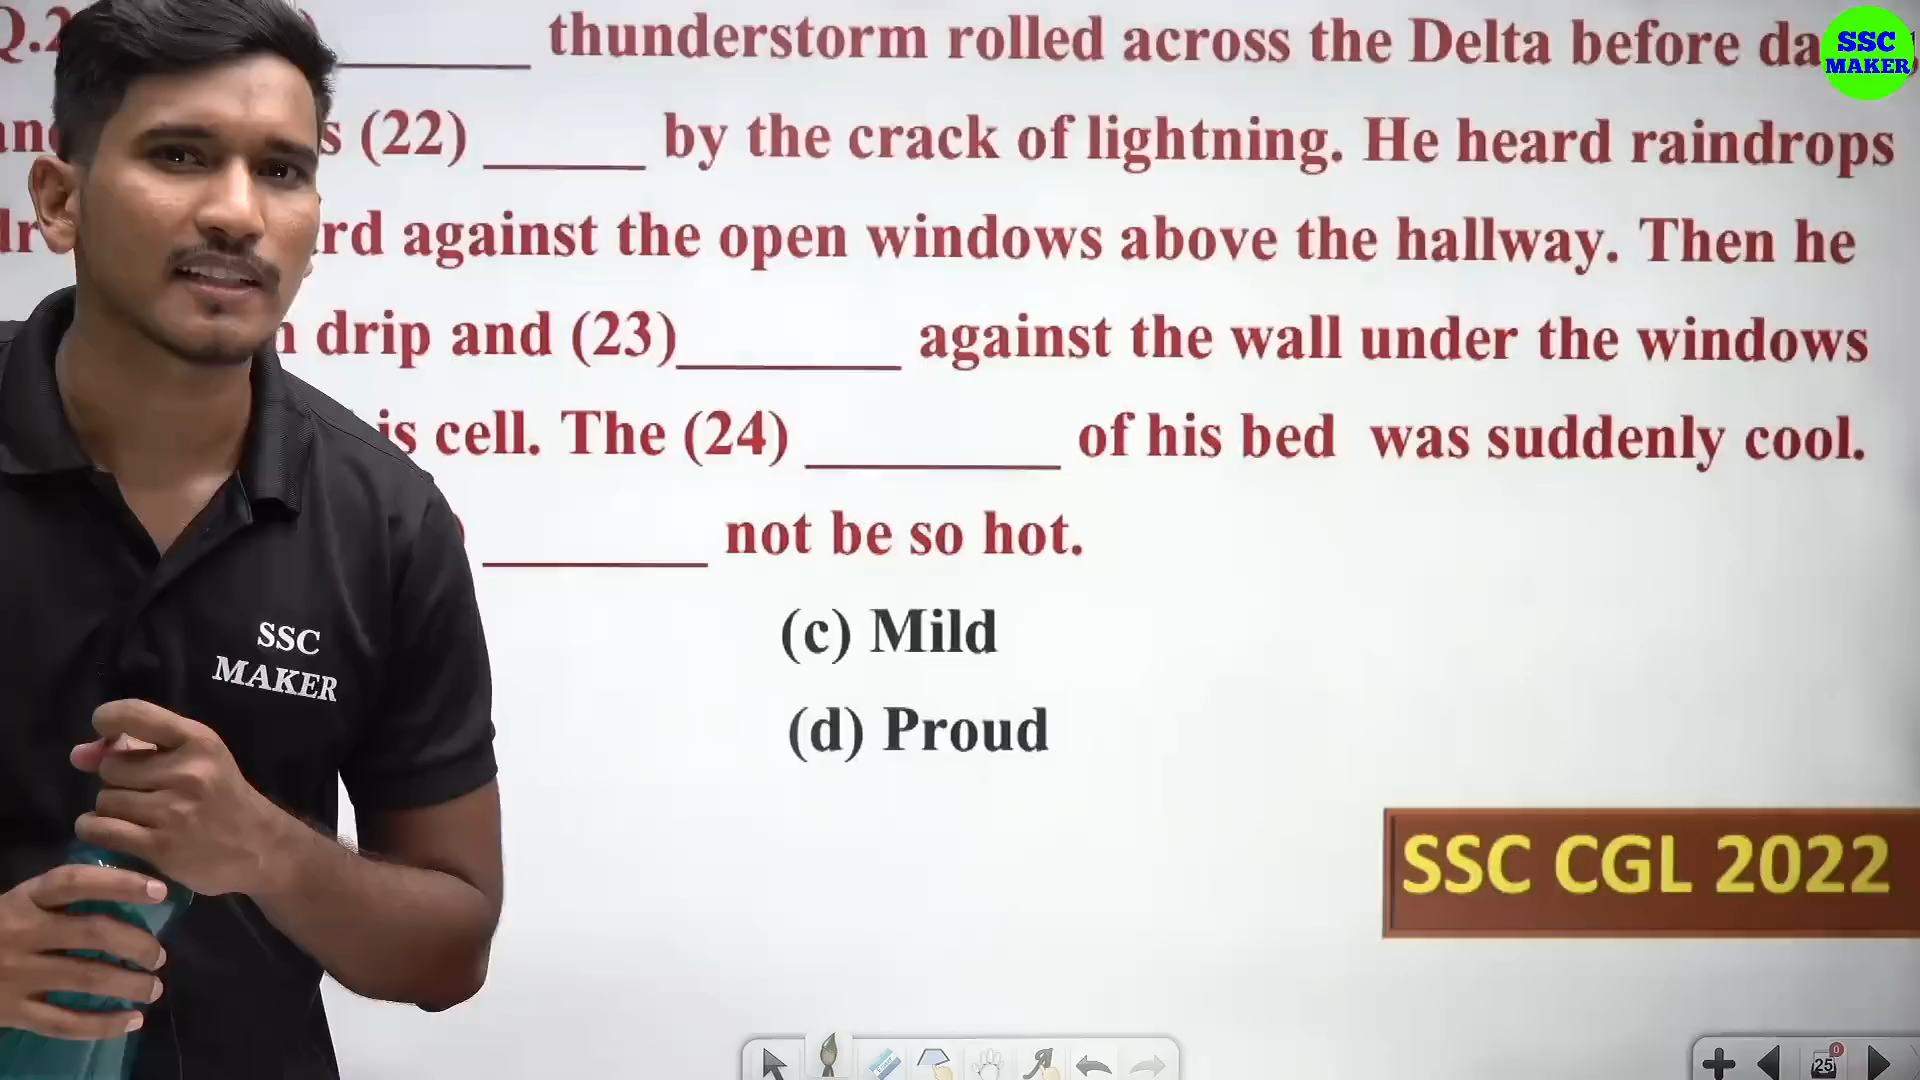 thunderstorm rolled across the Delta before
(22) ______ by the crack of lightning. He heard raindrops
against the open windows above the hallway. Then he
drip and (23)________ against the wall under the windows
cell. The (24) _________ of his bed was suddenly cool.
________ not be so hot.
(c) Mild
(d) Proud
SSC CGL 2022
SSC
MAKER
SSC
MAKER
25
0